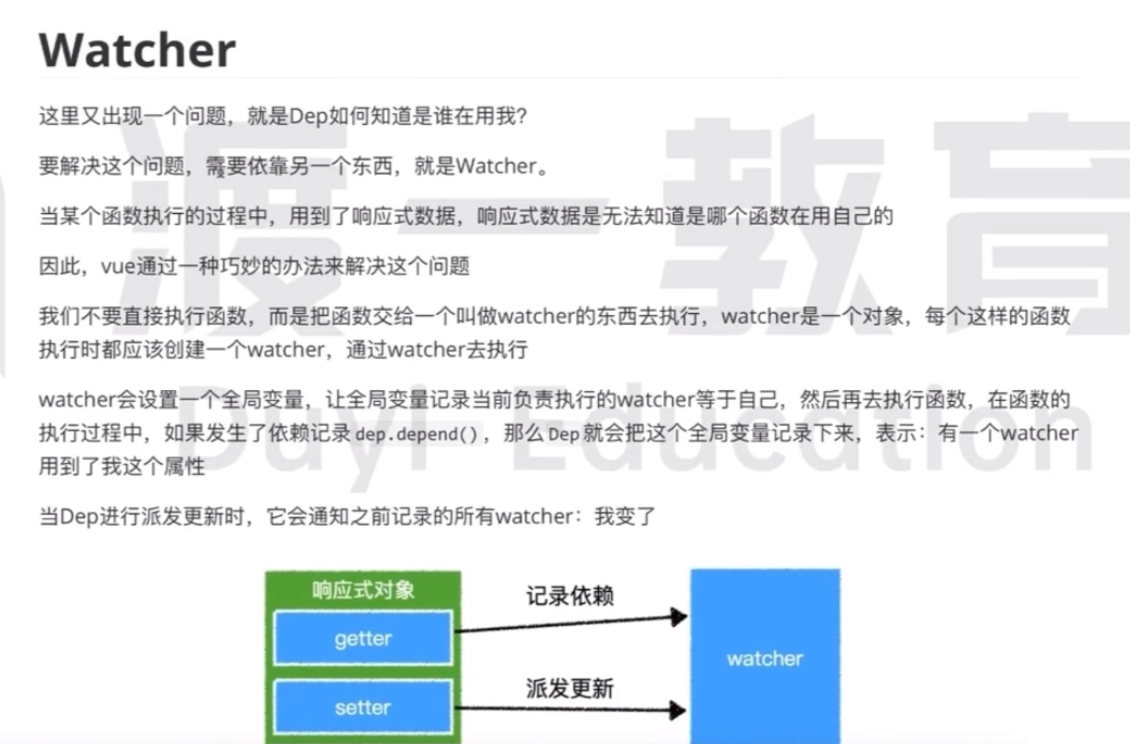 Watcher
这里又出现一个问题，就是Dep如何知道是谁在用我？
要解决这个问题，需要依靠另一个东西，就是Watcher。
当某个函数执行的过程中，用到了响应式数据，响应式数据是无法知道是哪个函数在用自己的
因此，vue通过一种巧妙的办法来解决这个问题
我们不要直接执行函数，而是把函数交给一个叫做watcher的东西去执行，watcher是一个对象，每个这样的函数
执行时都应该创建一个watcher，通过watcher去执行
watcher会设置一个全局变量，让全局变量记录当前负责执行的watcher等于自己，然后再去执行函数，在函数的
执行过程中，如果发生了依赖记录dep.depend()，那么Dep就会把这个全局变量记录下来，表示：有一个watcher
用到了我这个属性
当Dep进行派发更新时，它会通知之前记录的所有watcher：我变了
响应式对象
记录依赖
getter
watcher
派发更新
setter
渡一教育
Duyi Education